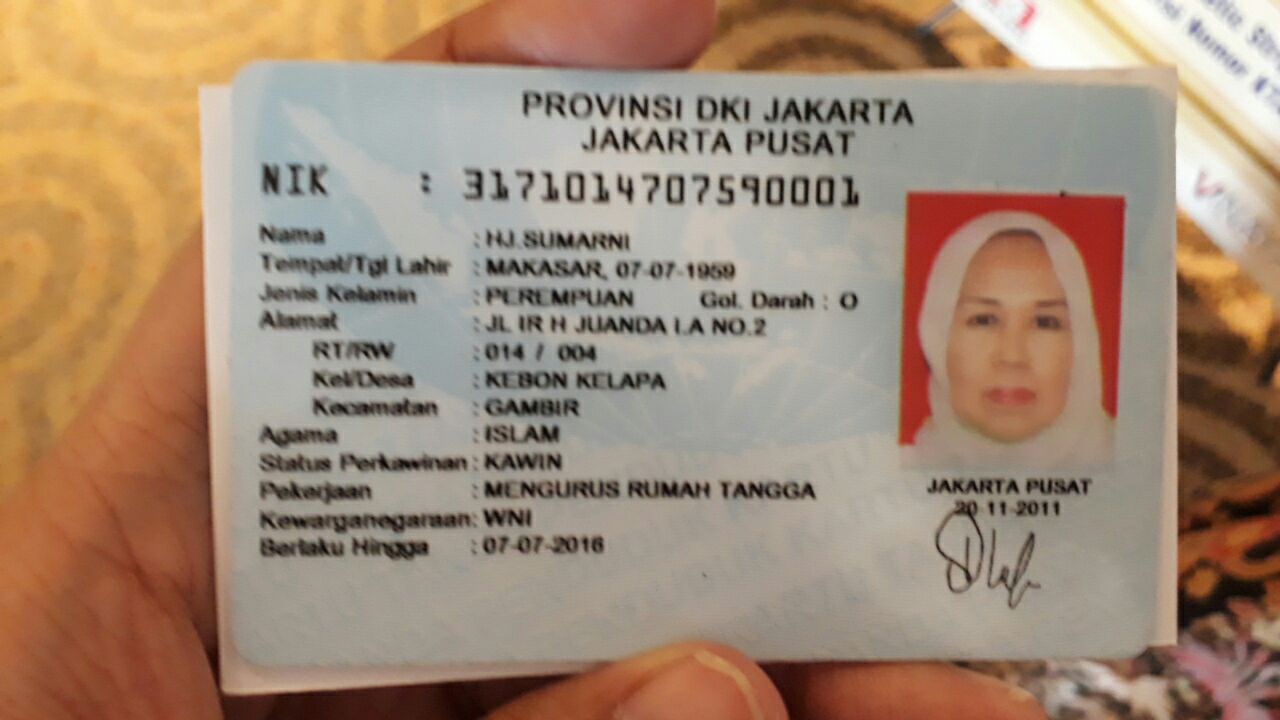 PROVINSI DKI JAKARTA
JAKARTA PUSAT
NIK : 3171014707590001
Nama : HJ.SUMARNI
Tempat/Tgl Lahir : MAKASAR, 07-07-1959
Jenis Kelamin : PEREMPUAN Gol. Darah : O
Alamat : JL IR H JUANDA I.A NO.2
RT/RW : 014 / 004
Kel/Desa : KEBON KELAPA
Kecamatan : GAMBIR
Agama : ISLAM
Status Perkawinan : KAWIN
Pekerjaan : MENGURUS RUMAH TANGGA
Kewarganegaraan: WNI
Berlaku Hingga : 07-07-2016
JAKARTA PUSAT
20-11-2011